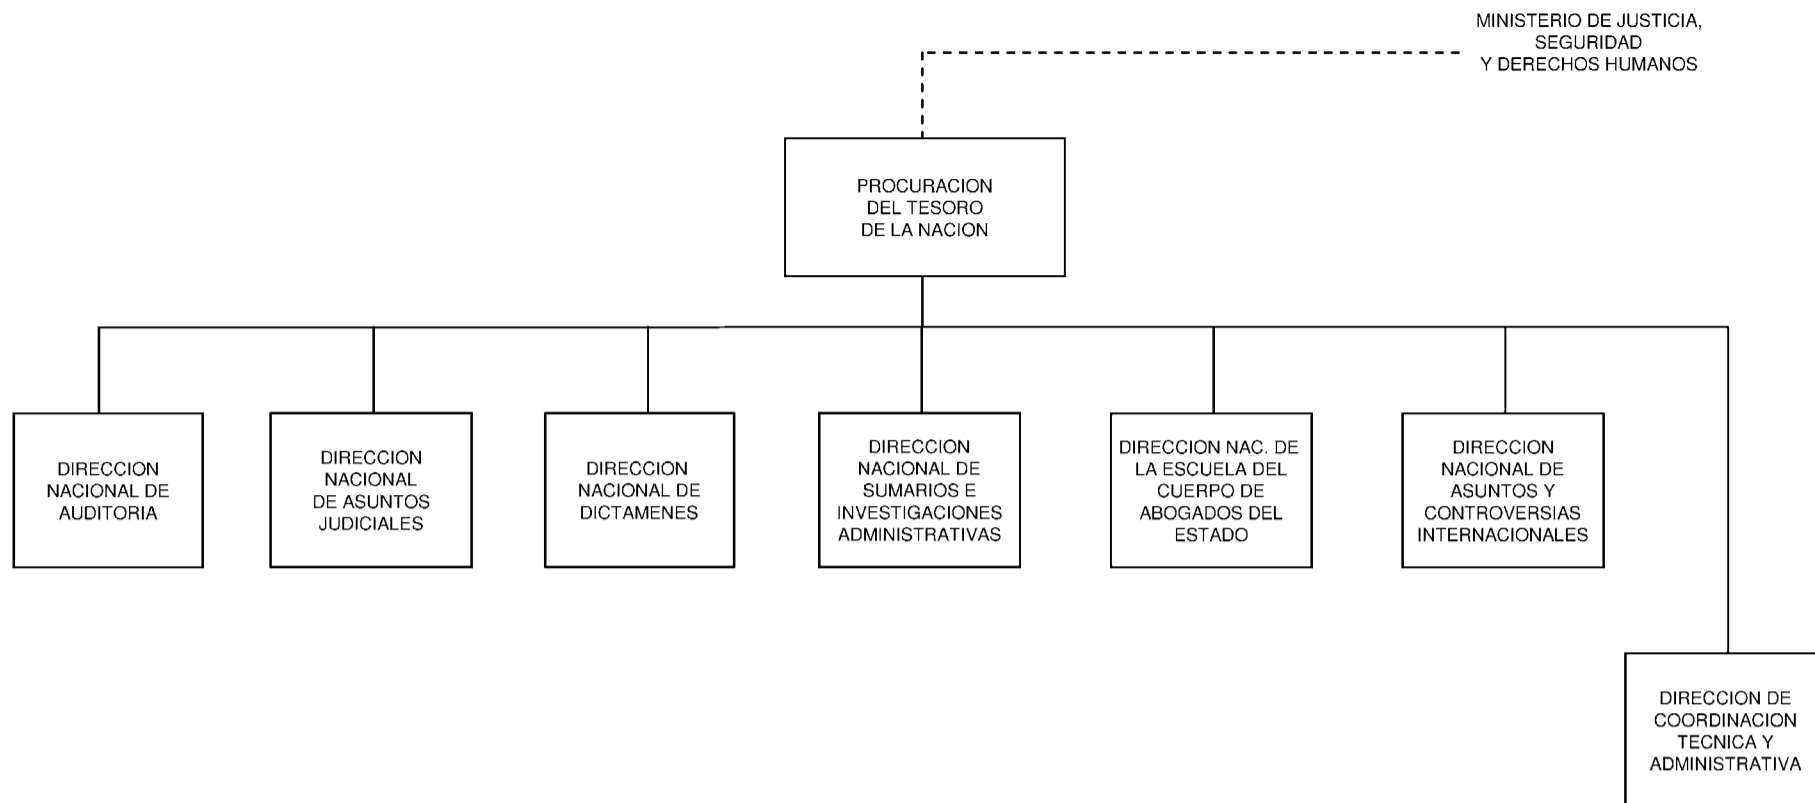 MINISTERIO DE JUSTICIA,
SEGURIDAD
Y DERECHOS HUMANOS
PROCURACION
DEL TESORO
DE LA NACION
DIRECCION
NACIONAL DE
AUDITORIA
DIRECCION
NACIONAL
DE ASUNTOS
JUDICIALES
DIRECCION
NACIONAL DE
DICTAMENES
DIRECCION
NACIONAL DE
SUMARIOS E
INVESTIGACIONES
ADMINISTRATIVAS
DIRECCION NAC. DE
LA ESCUELA DEL
CUERPO DE
ABOGADOS DEL
ESTADO
DIRECCION
NACIONAL DE
ASUNTOS Y
CONTROVERSIAS
INTERNACIONALES
DIRECCION DE
COORDINACION
TECNICA Y
ADMINISTRATIVA